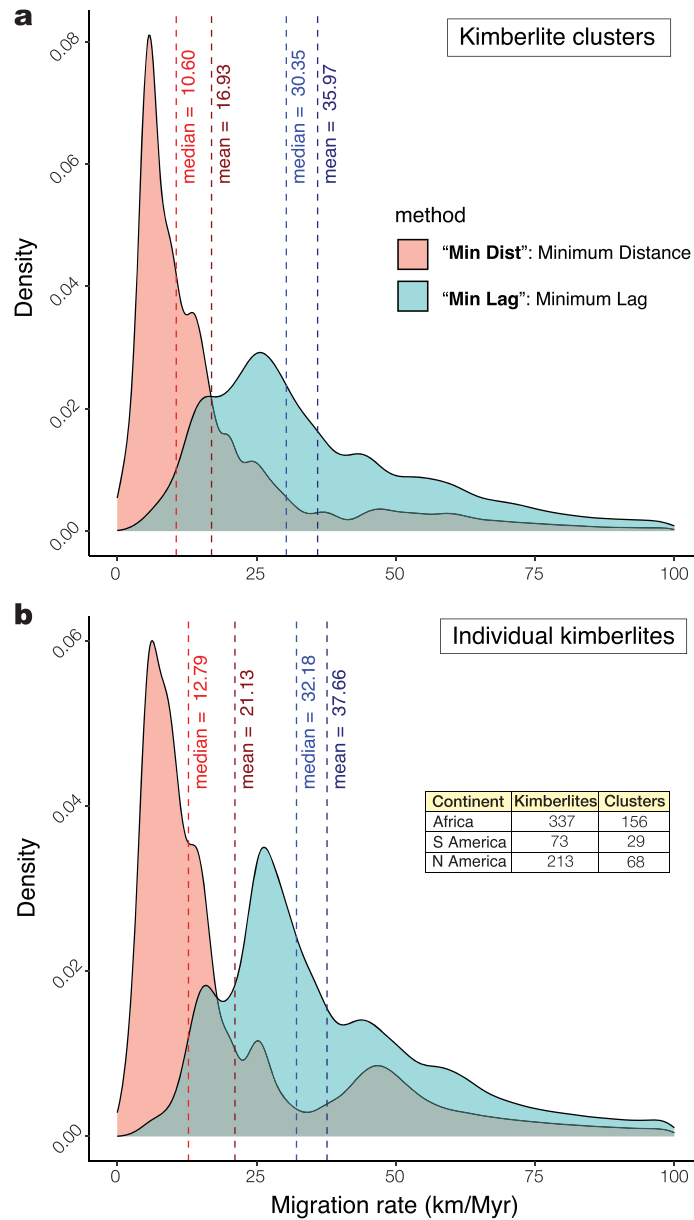 a
Kimberlite clusters
0.08
0.06
0.04
0.02
0.00
Density
median = 10.60
mean = 16.93
median = 30.35
mean = 35.97
method
“Min Dist”: Minimum Distance
“Min Lag”: Minimum Lag
0 25 50 75 100
b
Individual kimberlites
0.06
0.04
0.02
0.00
Density
median = 12.79
mean = 21.13
median = 32.18
mean = 37.66
Continent Kimberlites Clusters
Africa 337 156
S America 73 29
N America 213 68
0 25 50 75 100
Migration rate (km/Myr)